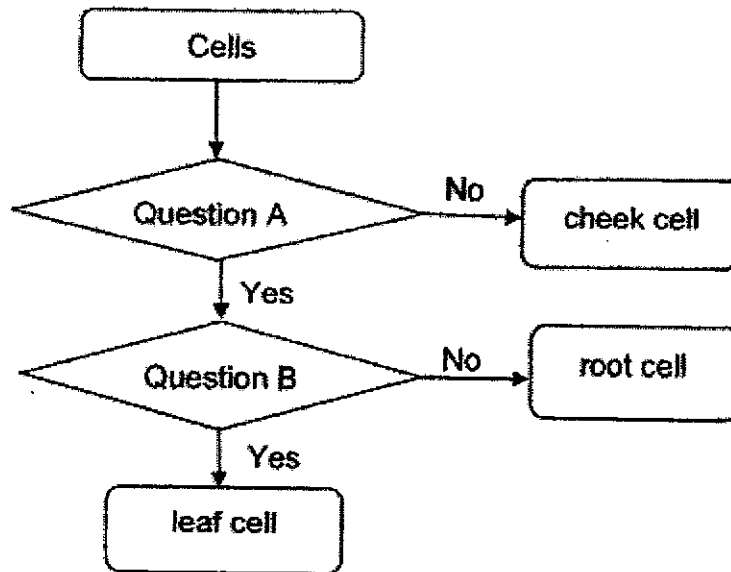 Cells
Question A
No
cheek cell
Yes
Question B
No
root cell
Yes
leaf cell